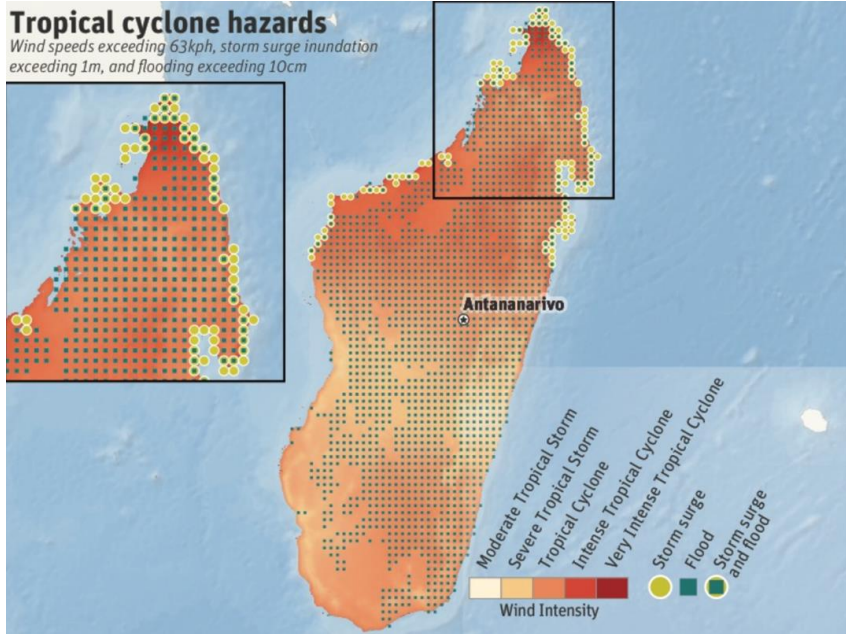 Tropical cyclone hazards
Wind speeds exceeding 63kph, storm surge inundation
exceeding 1m, and flooding exceeding 10cm
Antananarivo
Moderate Tropical Storm
Severe Tropical Storm
Tropical Cyclone
Intense Tropical Cyclone
Very Intense Tropical Cyclone
Storm surge
Flood
Storm surge
and flood
Wind Intensity